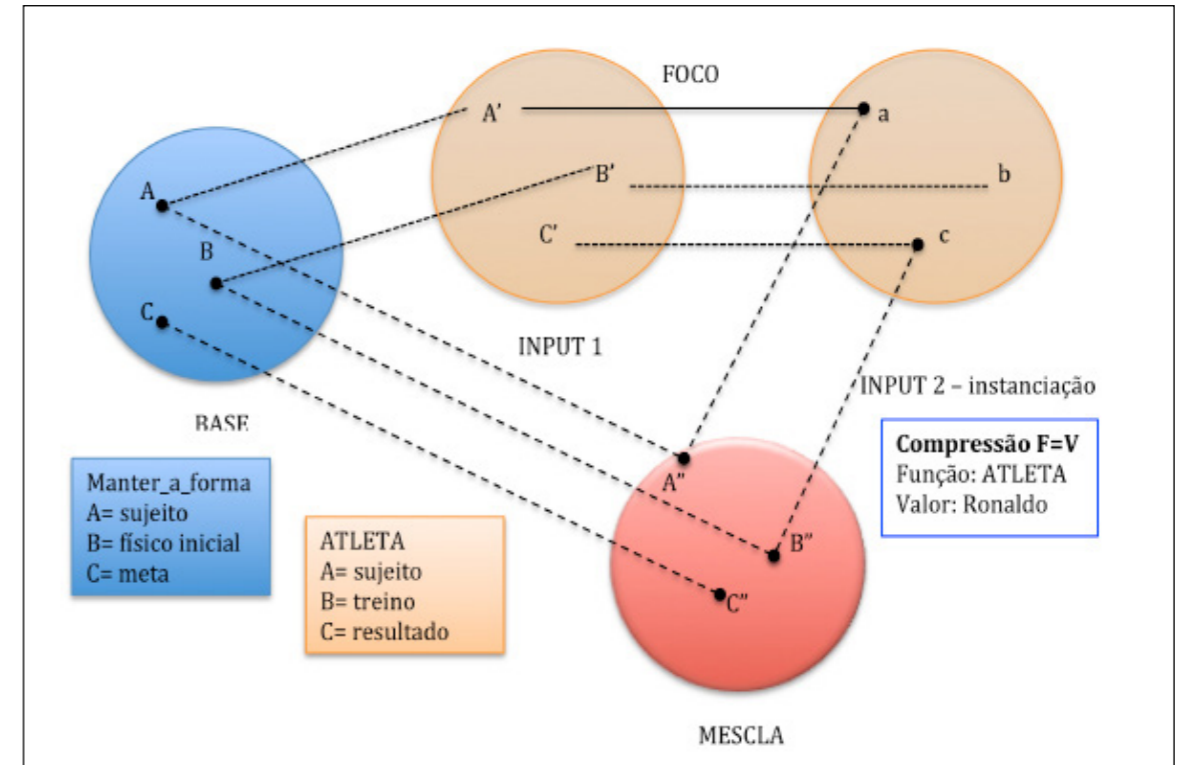 FOCO
A’
a
B’
b
A
C’
c
B
C
INPUT 1
INPUT 2 – instanciação
BASE
Compressão F=V
Função: ATLETA
Valor: Ronaldo
Manter_a_forma
A= sujeito
B= físico inicial
C= meta
ATLETA
A= sujeito
B= treino
C= resultado
A”
B”
C”
MESCLA